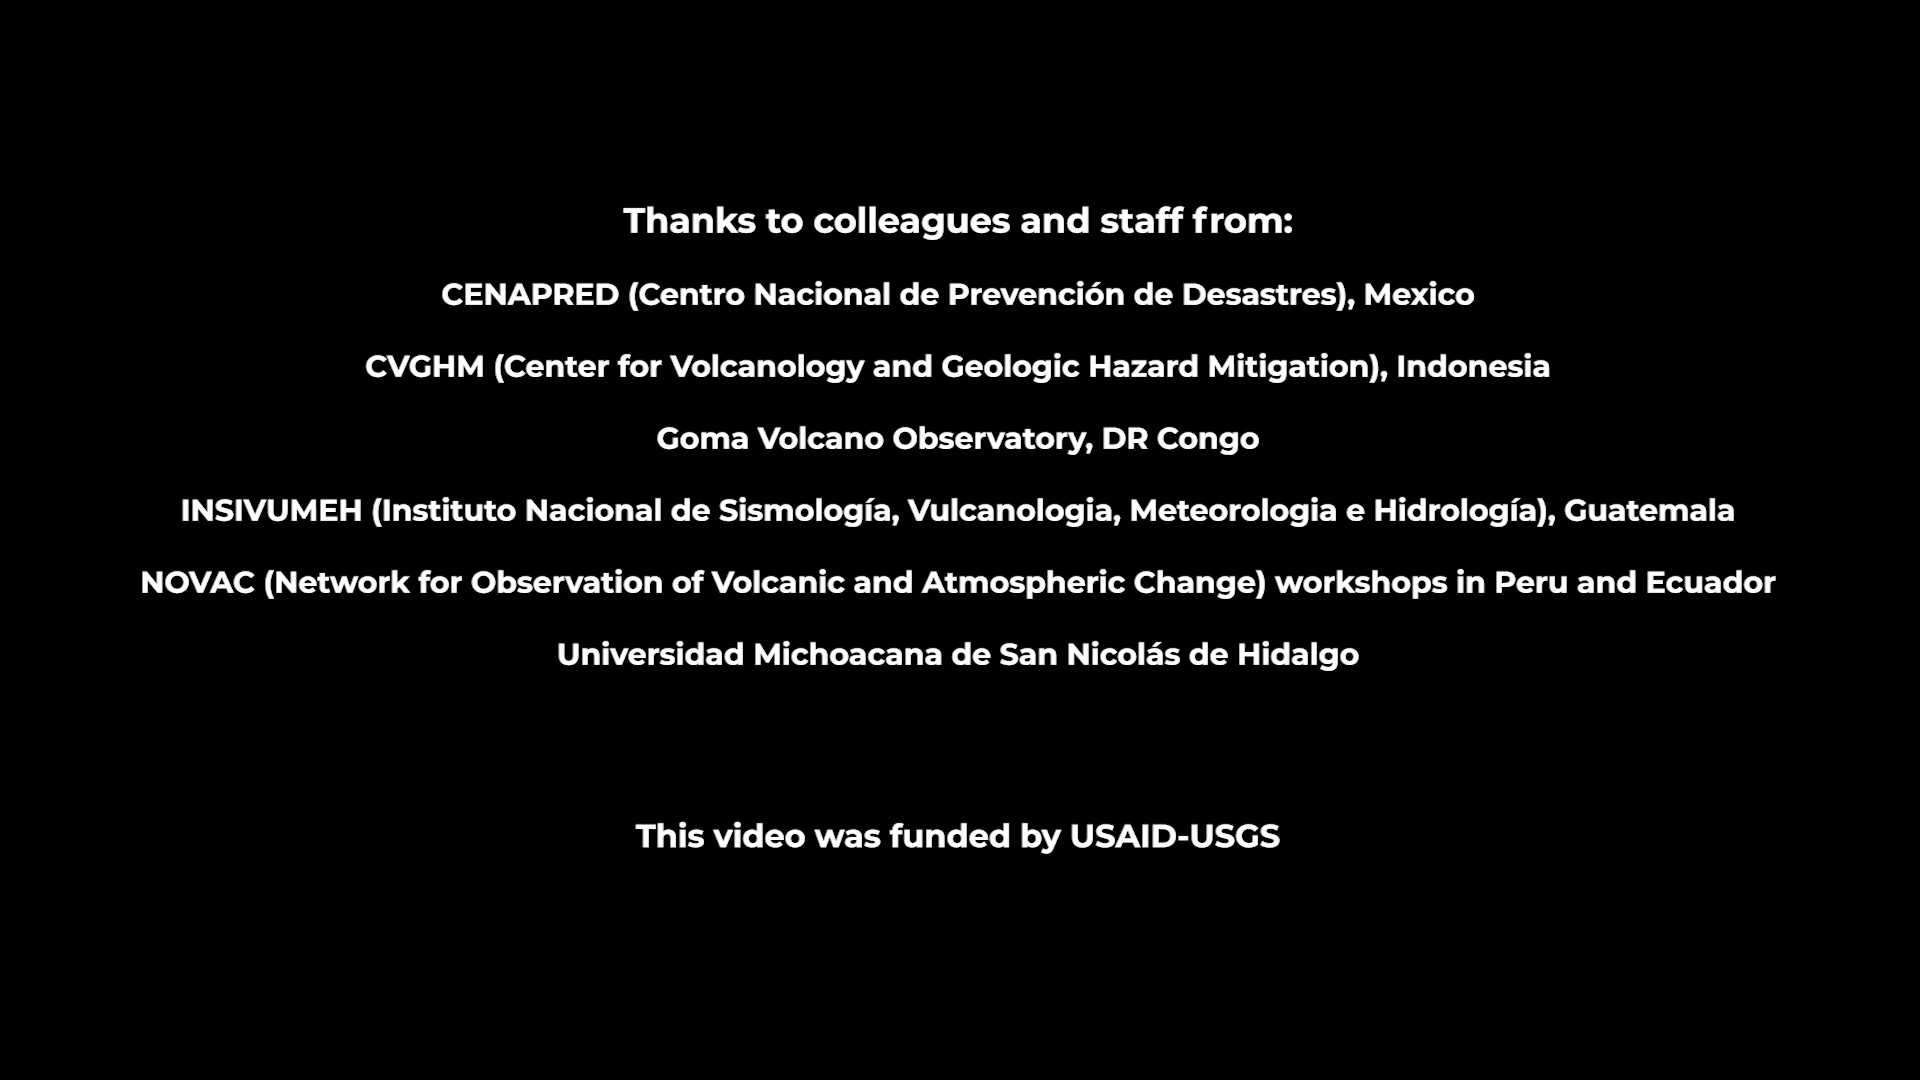 Thanks to colleagues and staff from:
CENAPRED (Centro Nacional de Prevención de Desastres), Mexico
CVGHM (Center for Volcanology and Geologic Hazard Mitigation), Indonesia
Goma Volcano Observatory, DR Congo
INSIVUMEH (Instituto Nacional de Sismología, Vulcanologia, Meteorologia e Hidrología), Guatemala
NOVAC (Network for Observation of Volcanic and Atmospheric Change) workshops in Peru and Ecuador
Universidad Michoacana de San Nicolás de Hidalgo
This video was funded by USAID-USGS